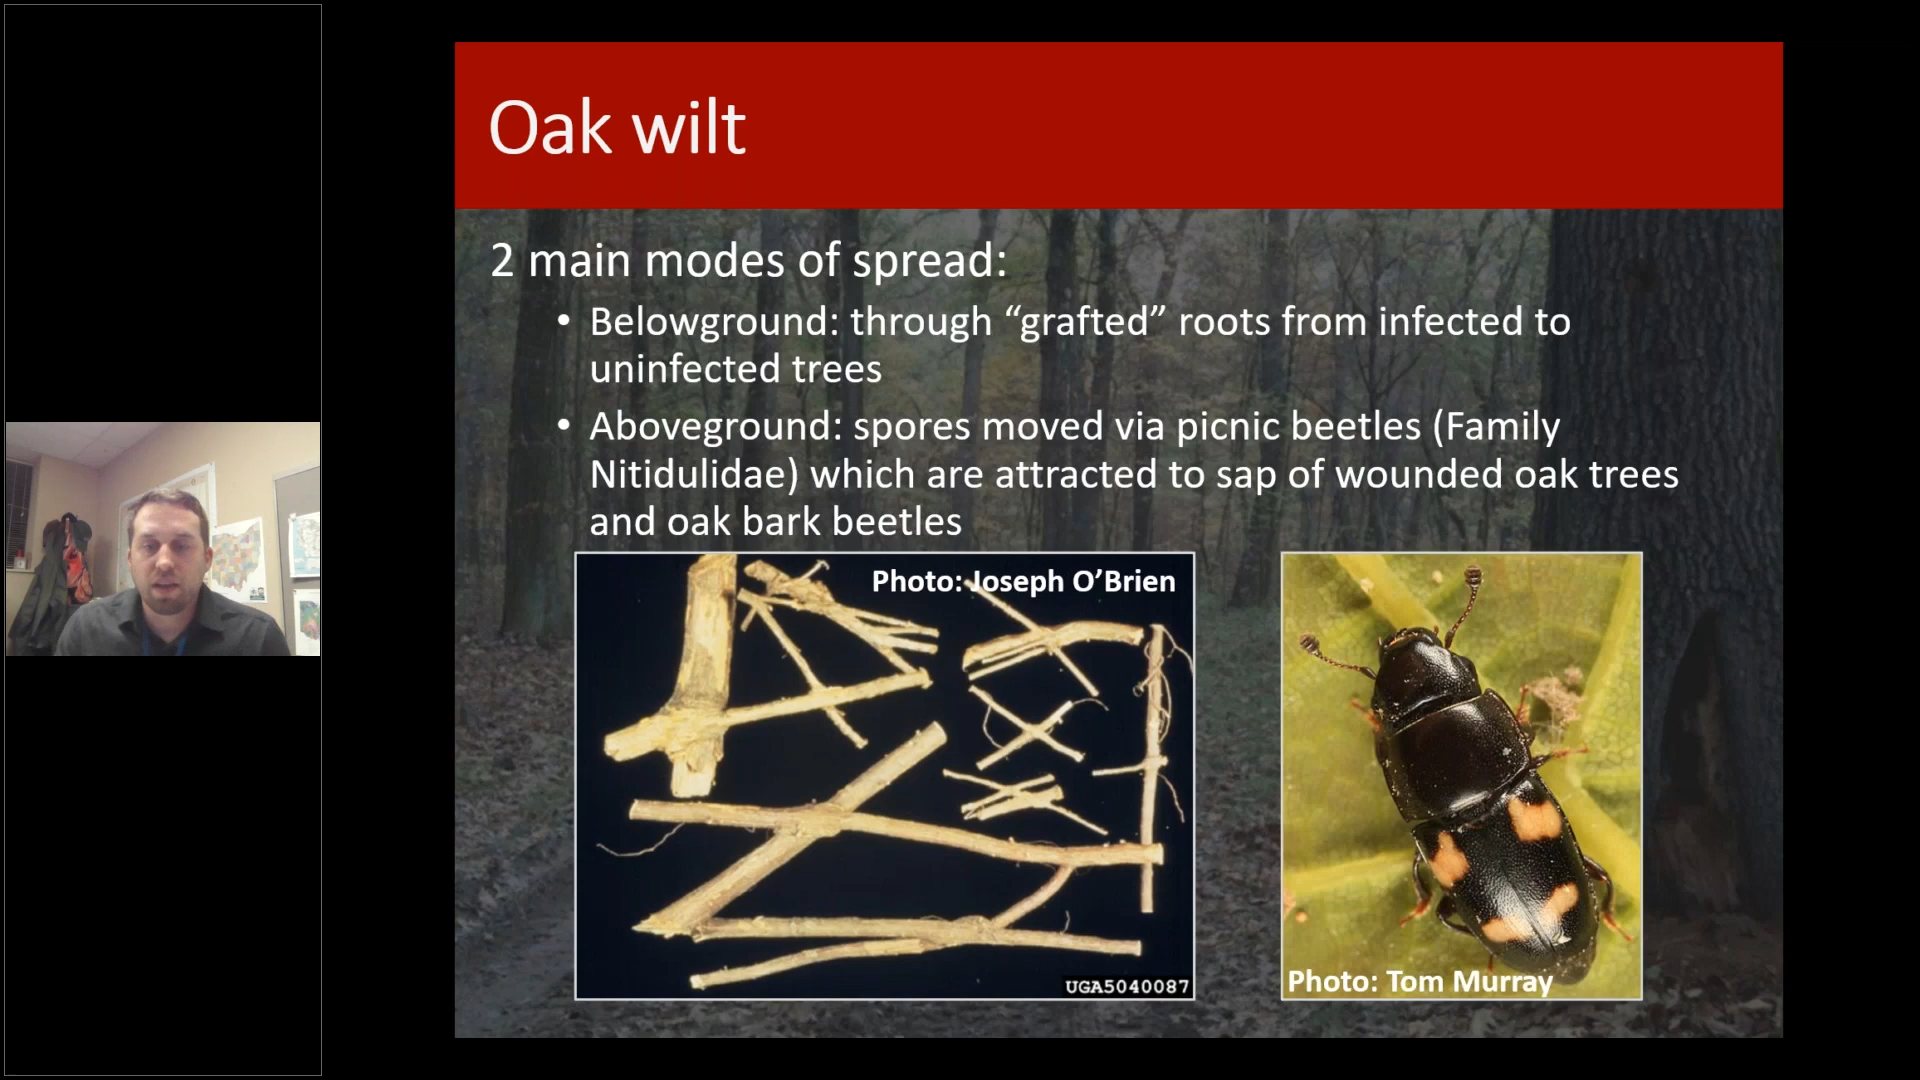 Oak wilt
2 main modes of spread:
• Belowground: through “grafted” roots from infected to
uninfected trees
• Aboveground: spores moved via picnic beetles (Family
Nitidulidae) which are attracted to sap of wounded oak trees
and oak bark beetles
Photo: Joseph O’Brien
UGA5040087
Photo: Tom Murray